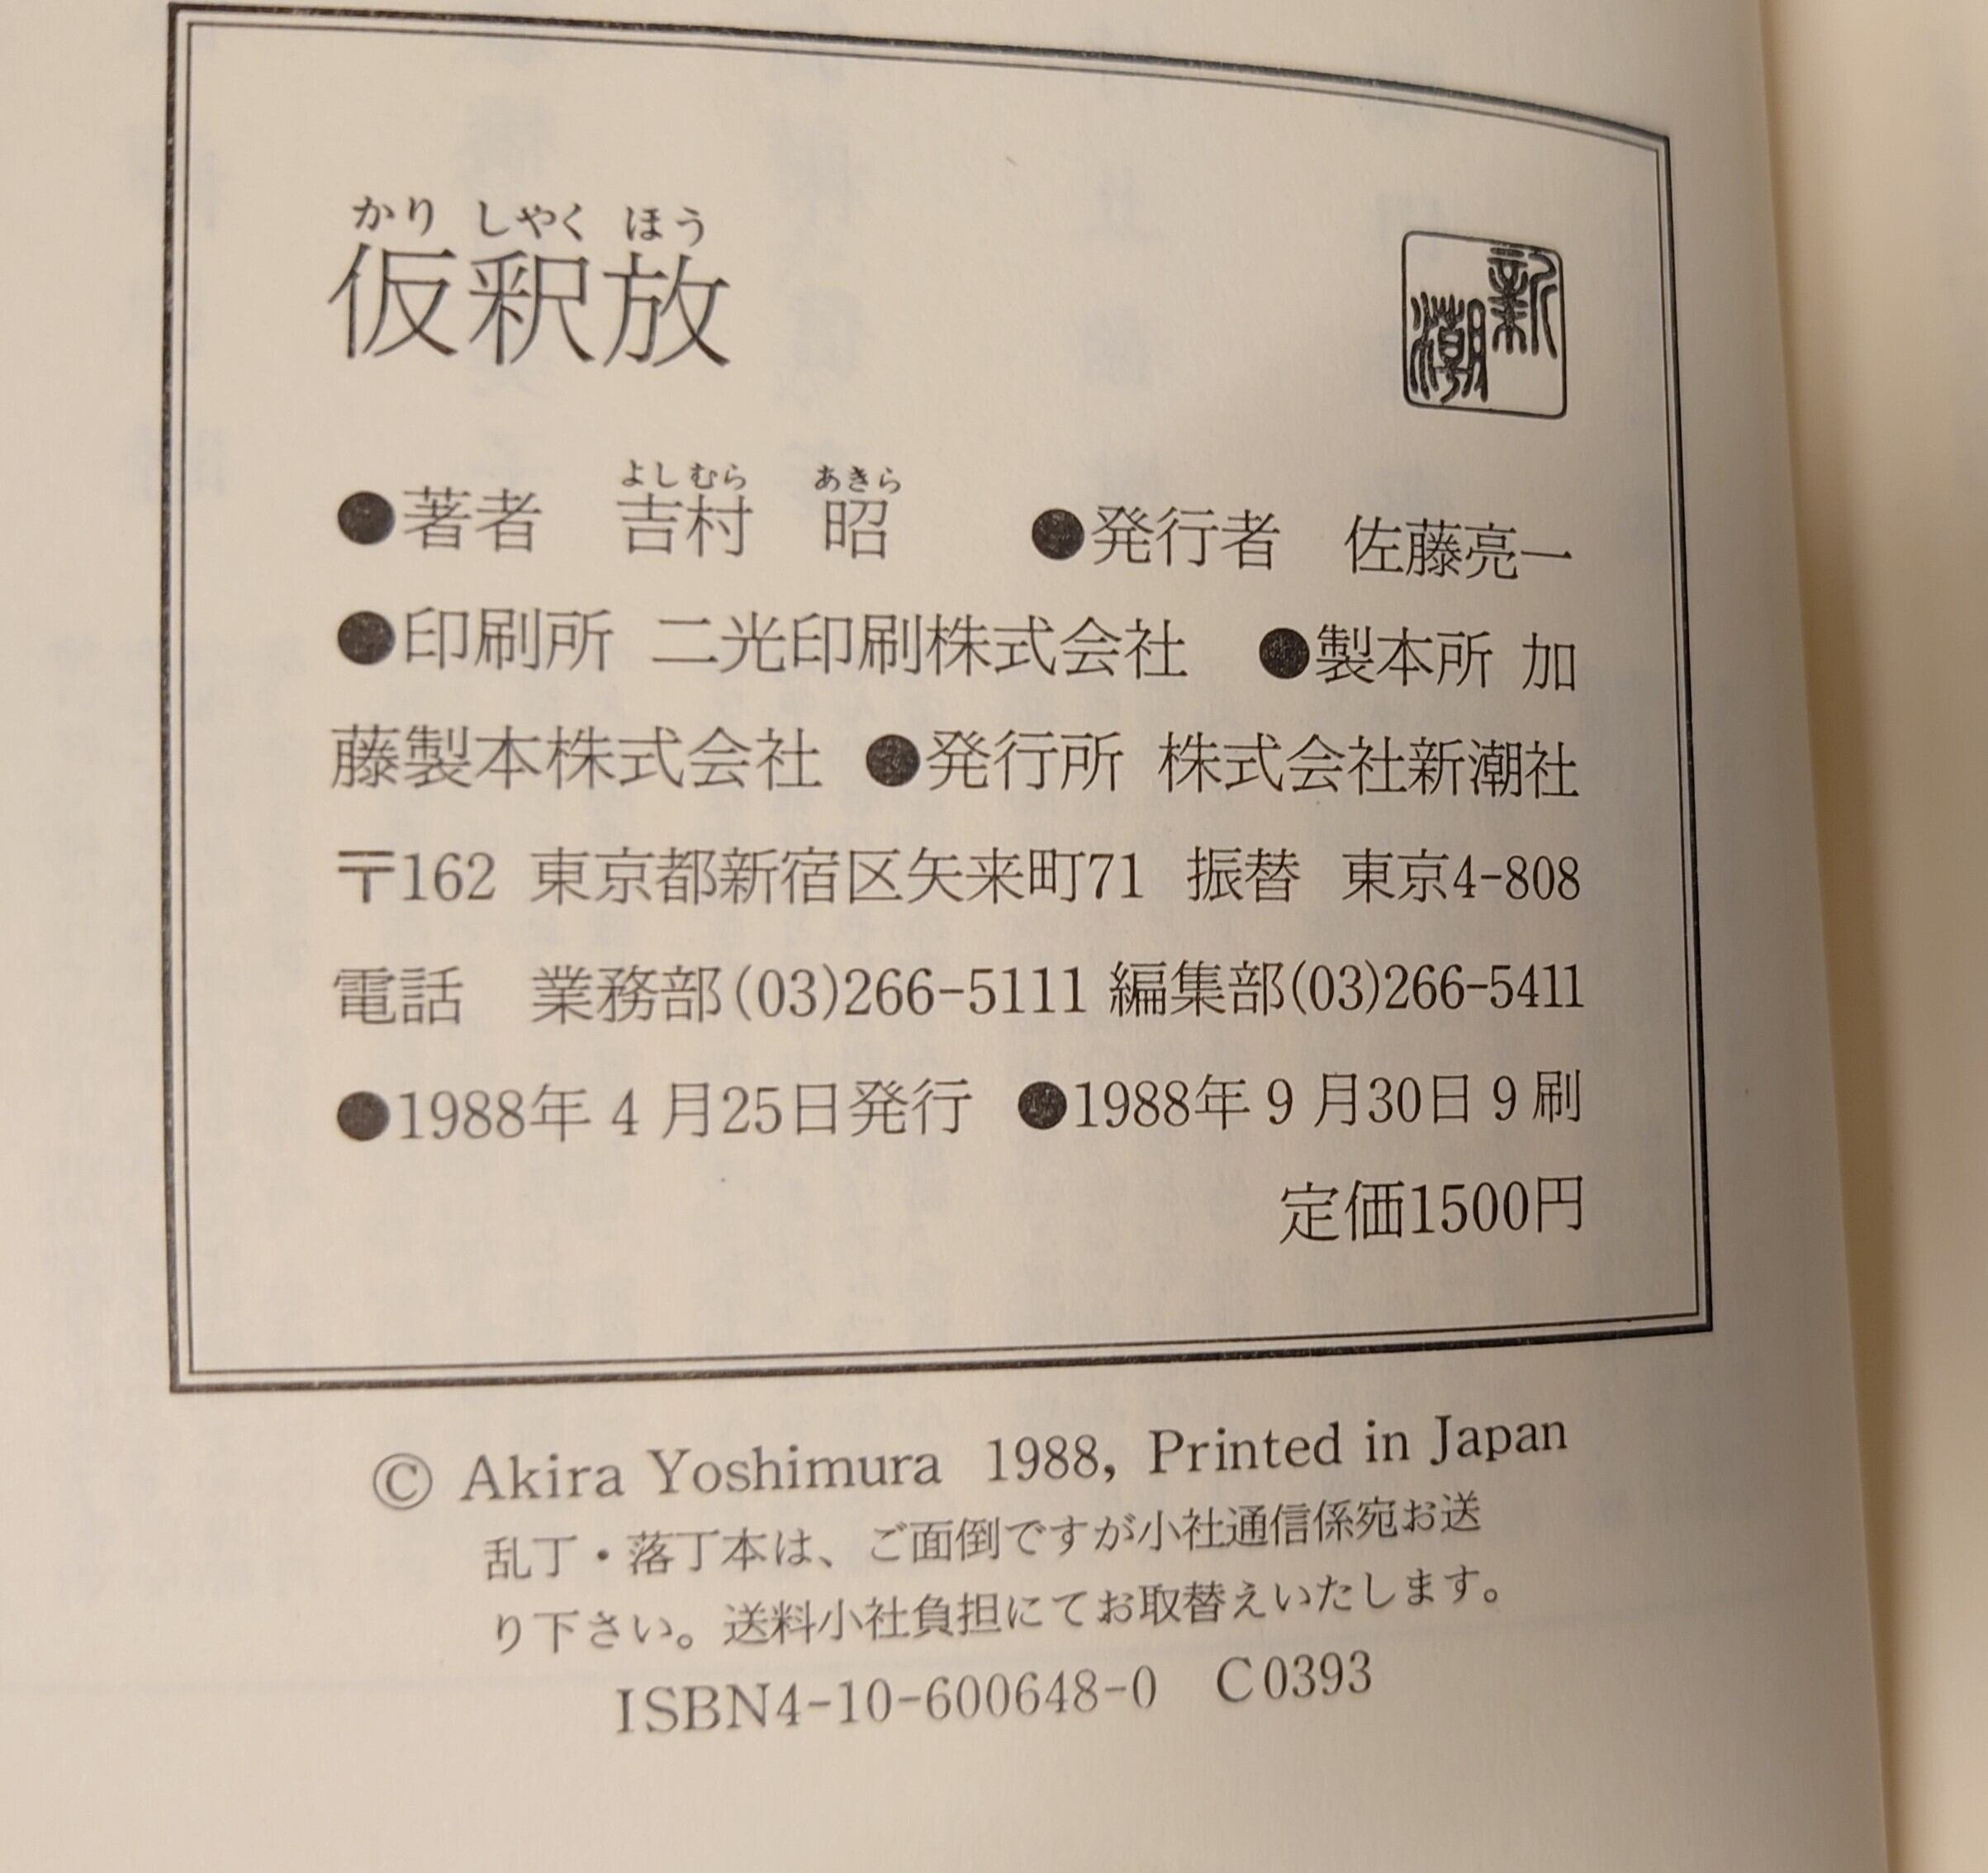 かりしやくほう
仮釈放
新潮
よしむら あきら
●著者 吉村 昭 ●発行者 佐藤亮一
●印刷所 二光印刷株式会社 ●製本所 加
藤製本株式会社 ●発行所 株式会社新潮社
〒162 東京都新宿区矢来町71 振替 東京4-808
電話 業務部(03)266-5111 編集部(03)266-5411
●1988年4月25日発行 ●1988年9月30日9刷
定価1500円
© Akira Yoshimura 1988, Printed in Japan
乱丁・落丁本は、ご面倒ですが小社通信係宛お送
り下さい。送料小社負担にてお取替えいたします。
ISBN4-10-600648-0 C0393